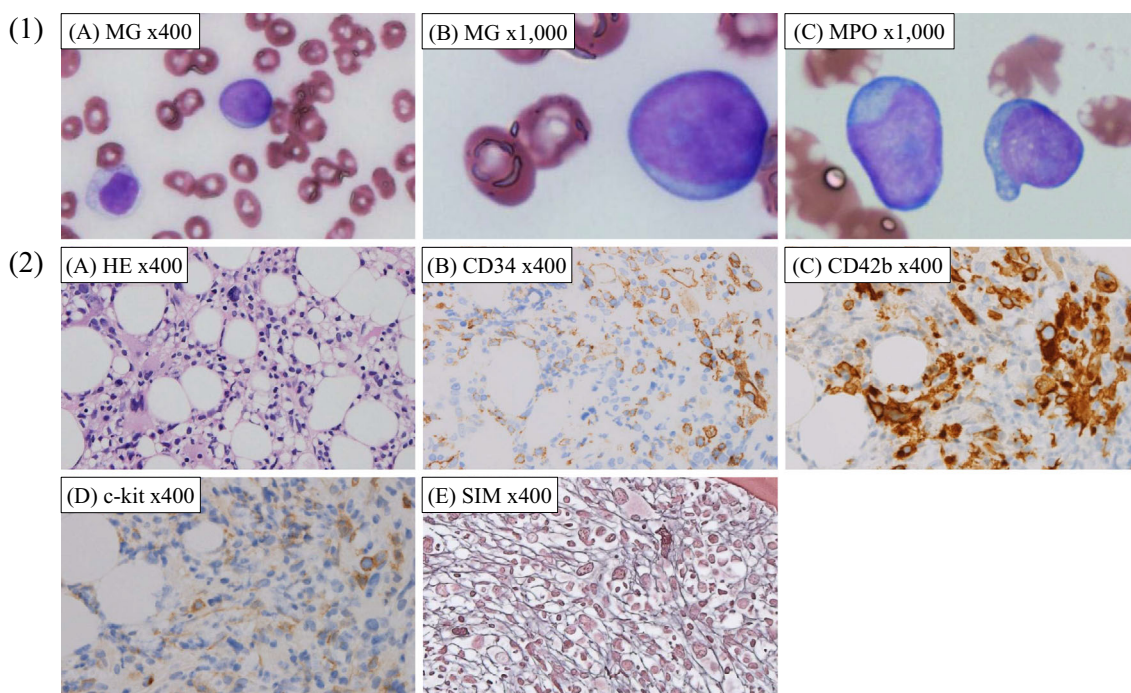 (1)
(A) MG x400
(B) MG x1,000
(C) MPO x1,000
(2)
(A) HE x400
(B) CD34 x400
(C) CD42b x400
(D) c-kit x400
(E) SIM x400